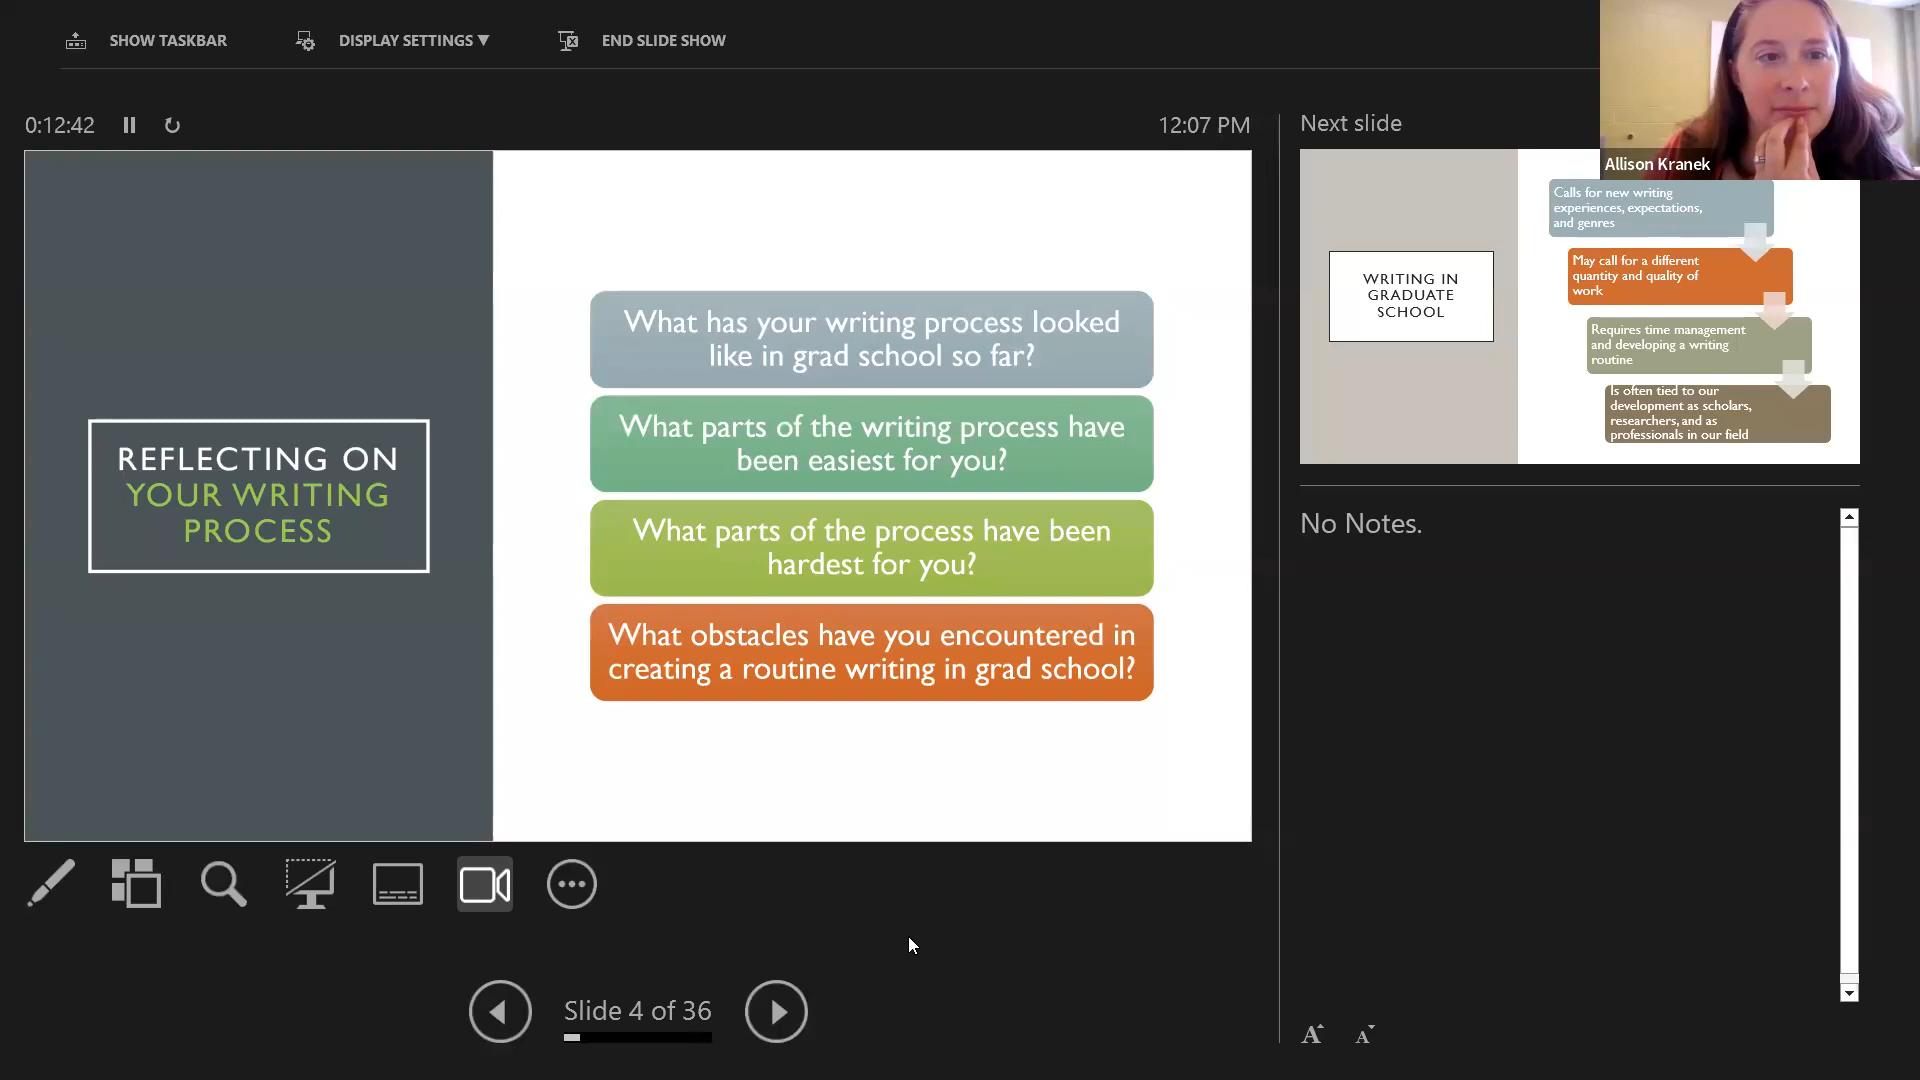 SHOW TASKBAR
DISPLAY SETTINGS ▼
END SLIDE SHOW
0:12:42
12:07 PM
Next slide
Allison Kranek
REFLECTING ON
YOUR WRITING
PROCESS
What has your writing process looked
like in grad school so far?
What parts of the writing process have
been easiest for you?
What parts of the process have been
hardest for you?
What obstacles have you encountered in
creating a routine writing in grad school?
WRITING IN
GRADUATE
SCHOOL
Calls for new writing
experiences, expectations,
and genres
May call for a different
quantity and quality of
work
Requires time management
and developing a writing
routine
Is often tied to our
development as scholars,
researchers, and as
professionals in our field
No Notes.
Slide 4 of 36
A A